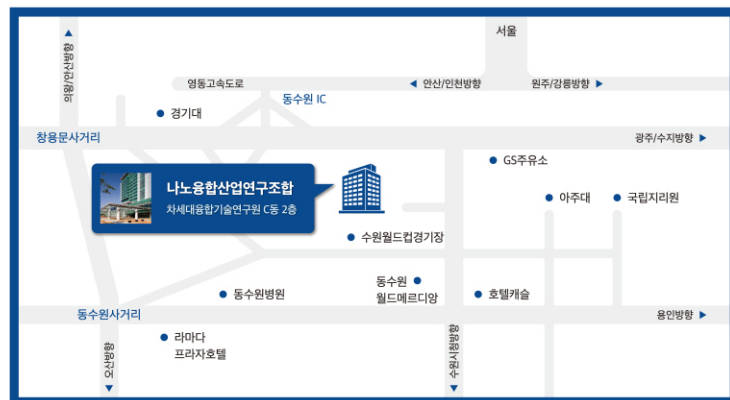 서울
의왕/안산방향
영동고속도로
안산/인천방향
원주/강릉방향
동수원 IC
경기대
창용문사거리
광주/수지방향
GS주유소
나노융합산업연구조합
차세대융합기술연구원 C동 2층
아주대
국립지리원
수원월드컵경기장
동수원병원
동수원
월드메르디앙
호텔캐슬
동수원사거리
용인방향
라마다
프라자호텔
오산방향
수원시청방향